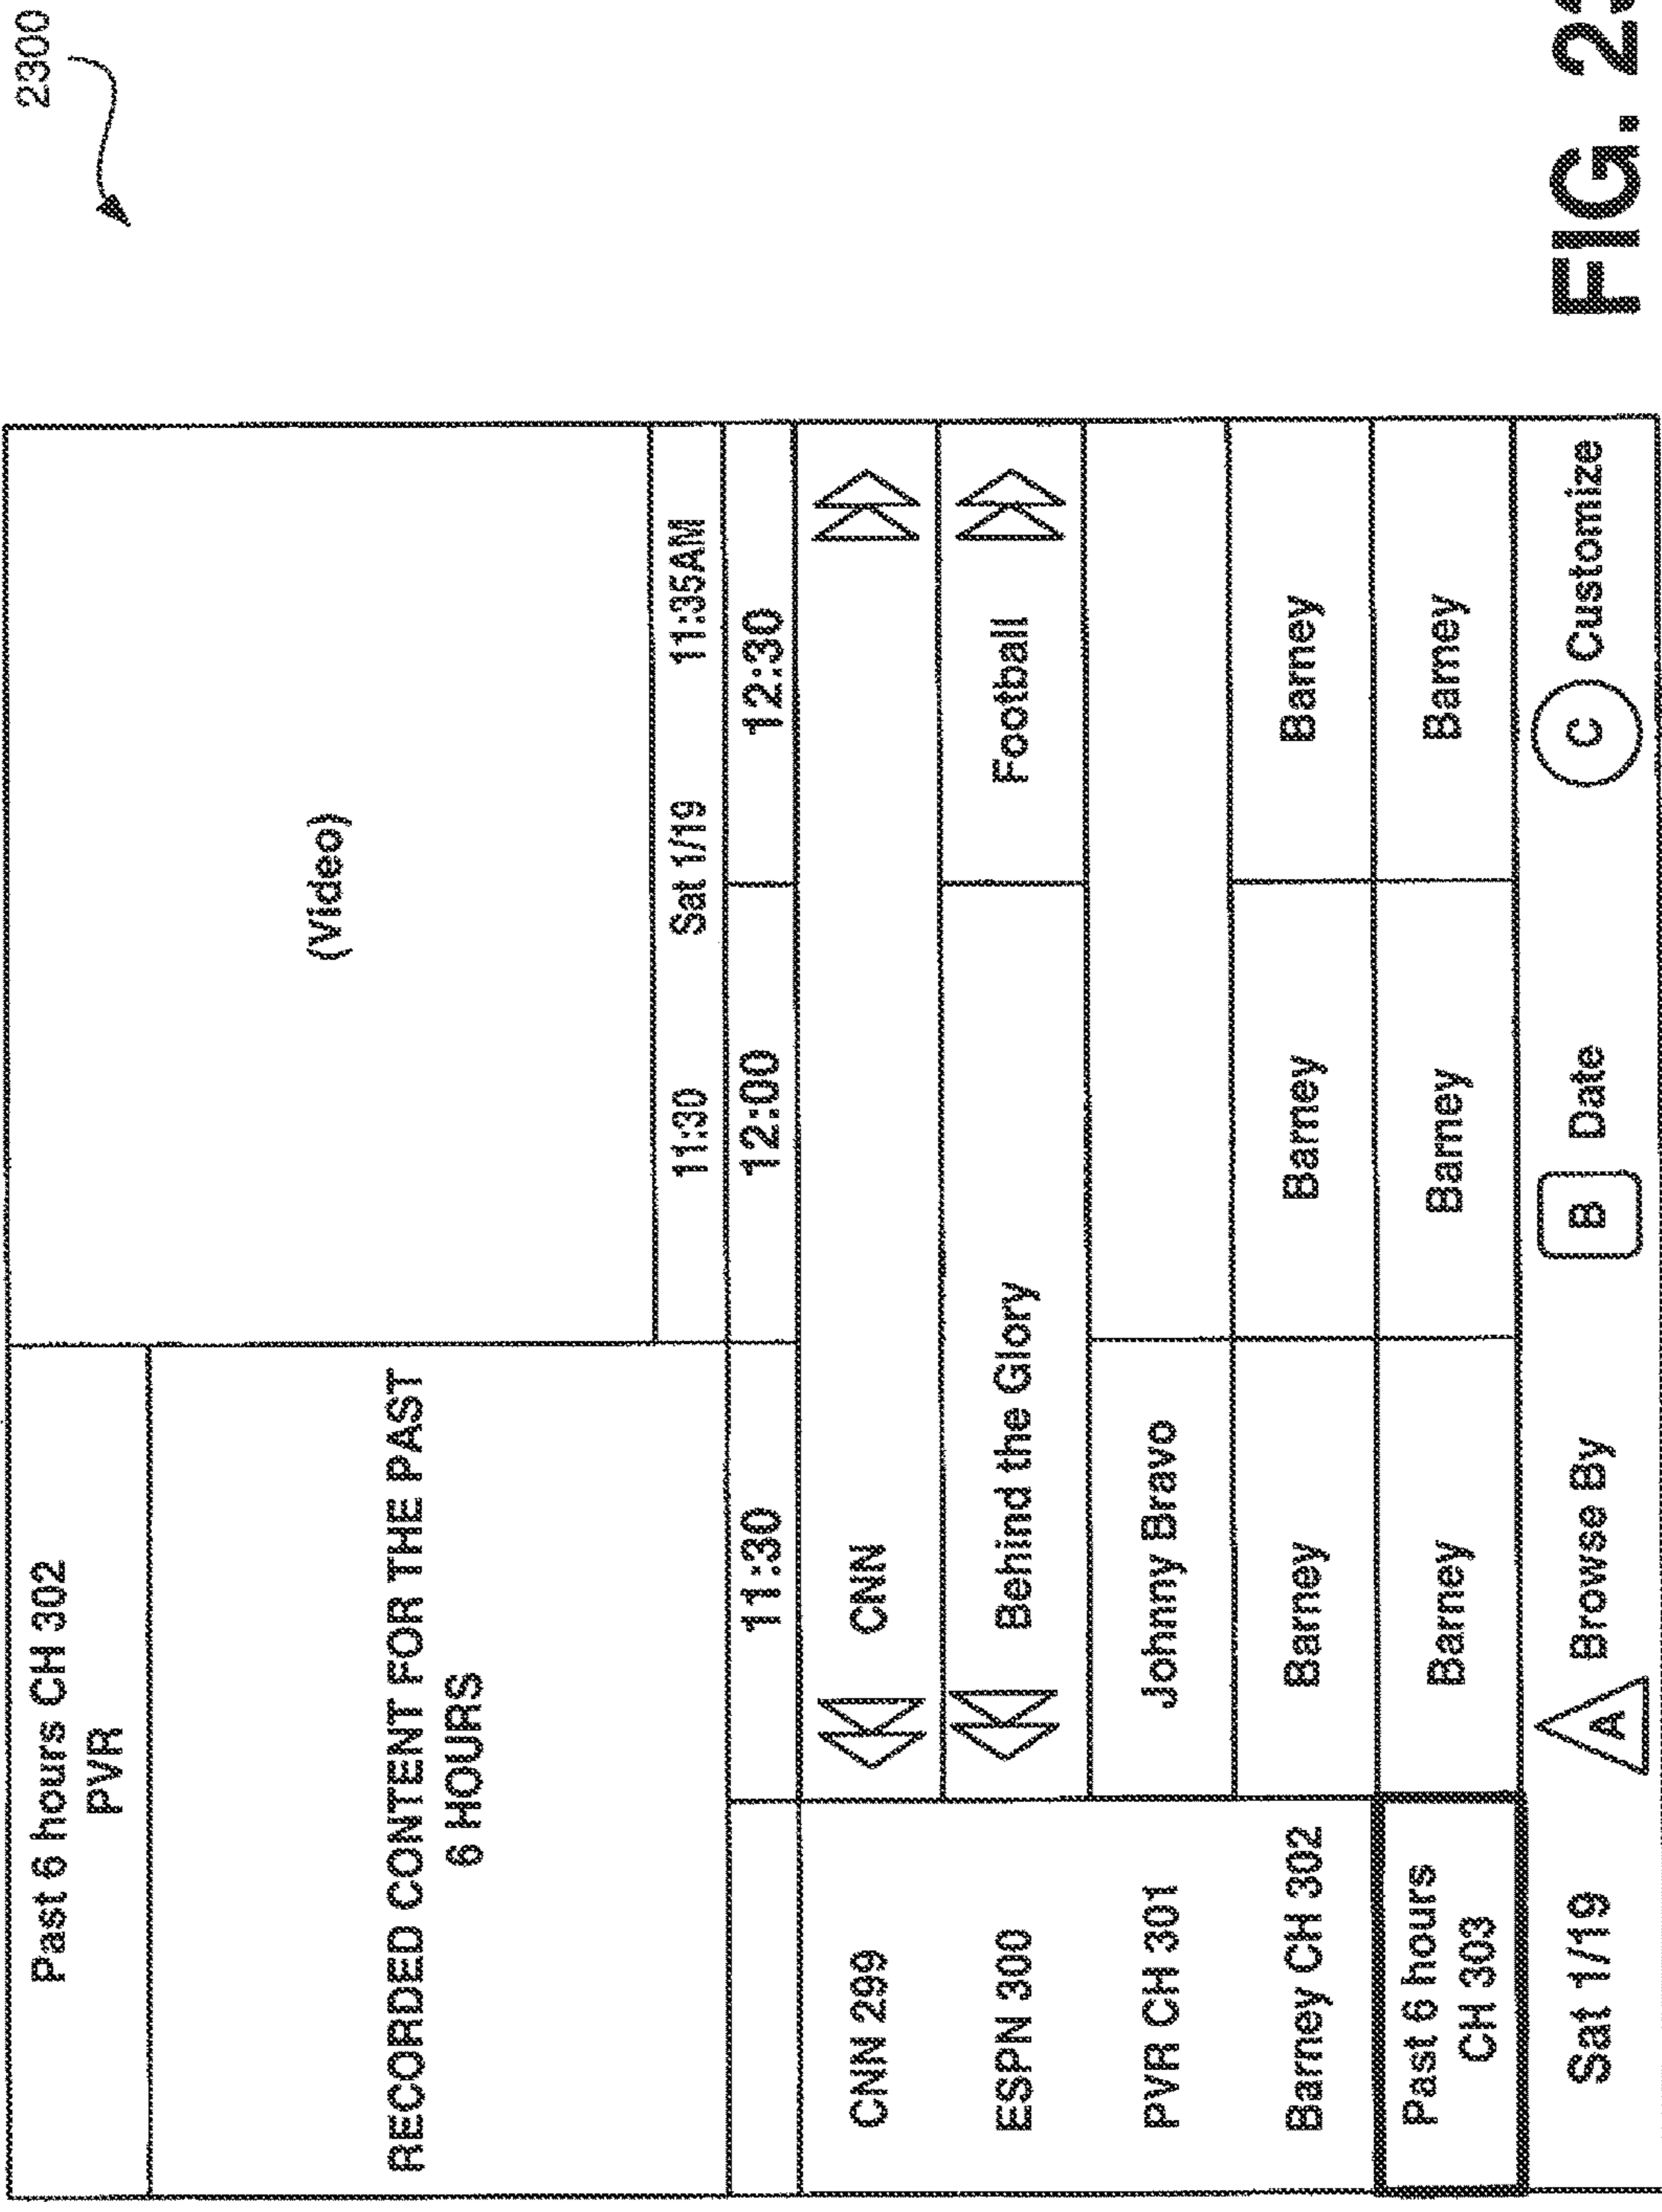 2300
Past 6 hours CH 302
PVR
RECORDED CONTENT FOR THE PAST
6 HOURS
(Video)
11:30 Sat 1/19 11:35AM
11:30 12:00 12:30
CNN 299 CNN
ESPN 300 Behind the Glory Football
PVR CH 301 Johnny Bravo
Barney CH 302 Barney Barney Barney
Past 6 hours
CH 303 Barney Barney Barney
Sat 1/19 A Browse By B Date C Customize
FIG.